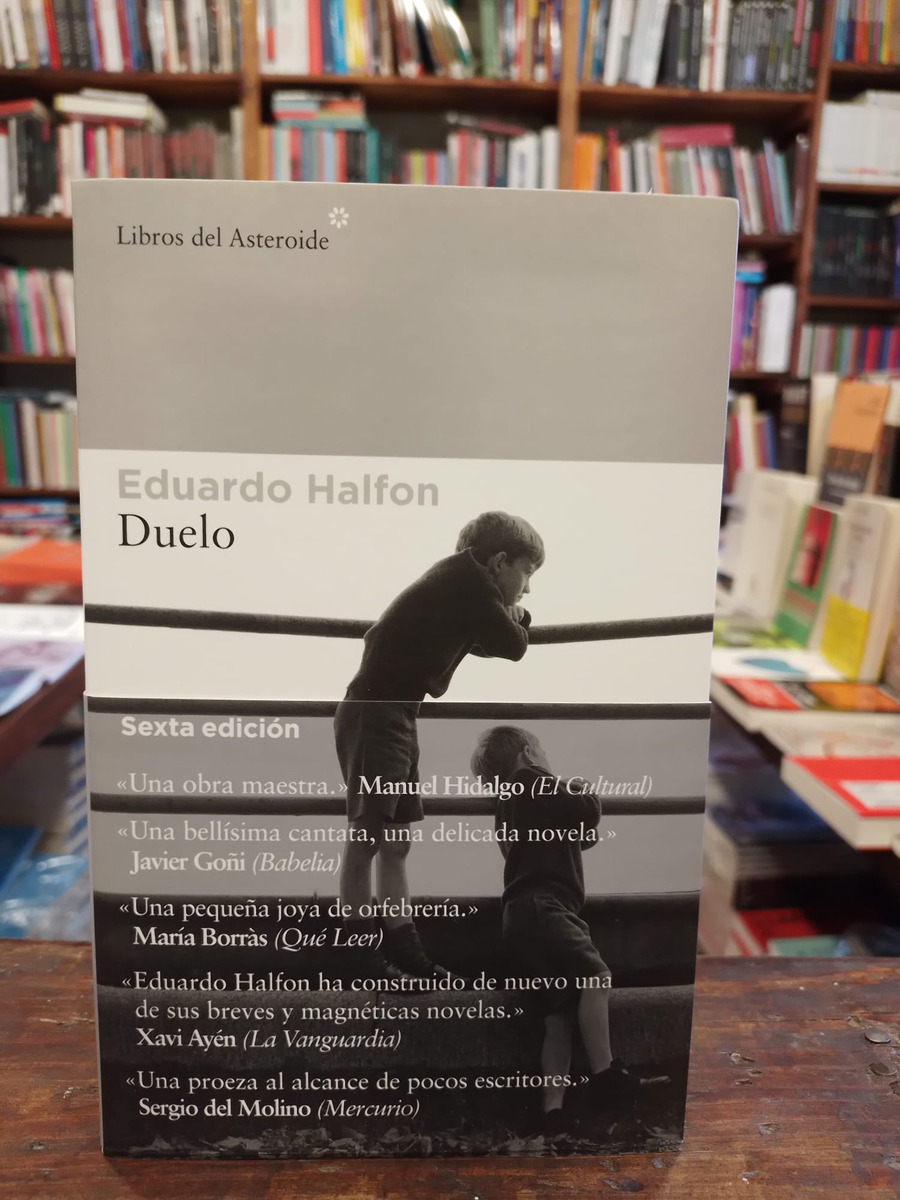 Libros del Asteroide
Eduardo Halfon
Duelo
Sexta edición
«Una obra maestra.» Manuel Hidalgo (El Cultural)
«Una bellísima cantata, una delicada novela.»
Javier Goñi (Babelia)
«Una pequeña joya de orfebrería.»
María Borràs (Qué Leer)
«Eduardo Halfon ha construido de nuevo una
de sus breves y magnéticas novelas.»
Xavi Ayén (La Vanguardia)
«Una proeza al alcance de pocos escritores.»
Sergio del Molino (Mercurio)